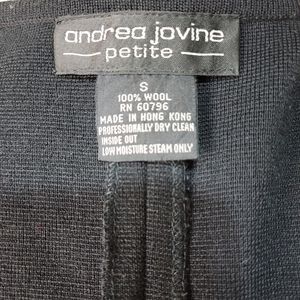 andrea jovine
petite
S
100% WOOL
RN 60796
MADE IN HONG KONG
PROFESSIONALLY DRY CLEAN
INSIDE OUT
LOW MOISTURE STEAM ONLY